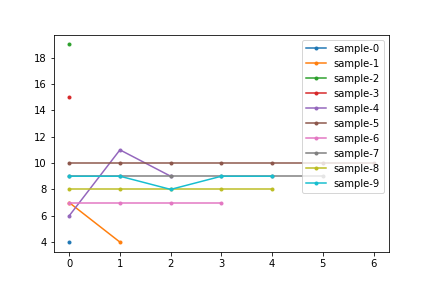 18
16
14
12
10
8
6
4
0 1 2 3 4 5 6
sample-0
sample-1
sample-2
sample-3
sample-4
sample-5
sample-6
sample-7
sample-8
sample-9